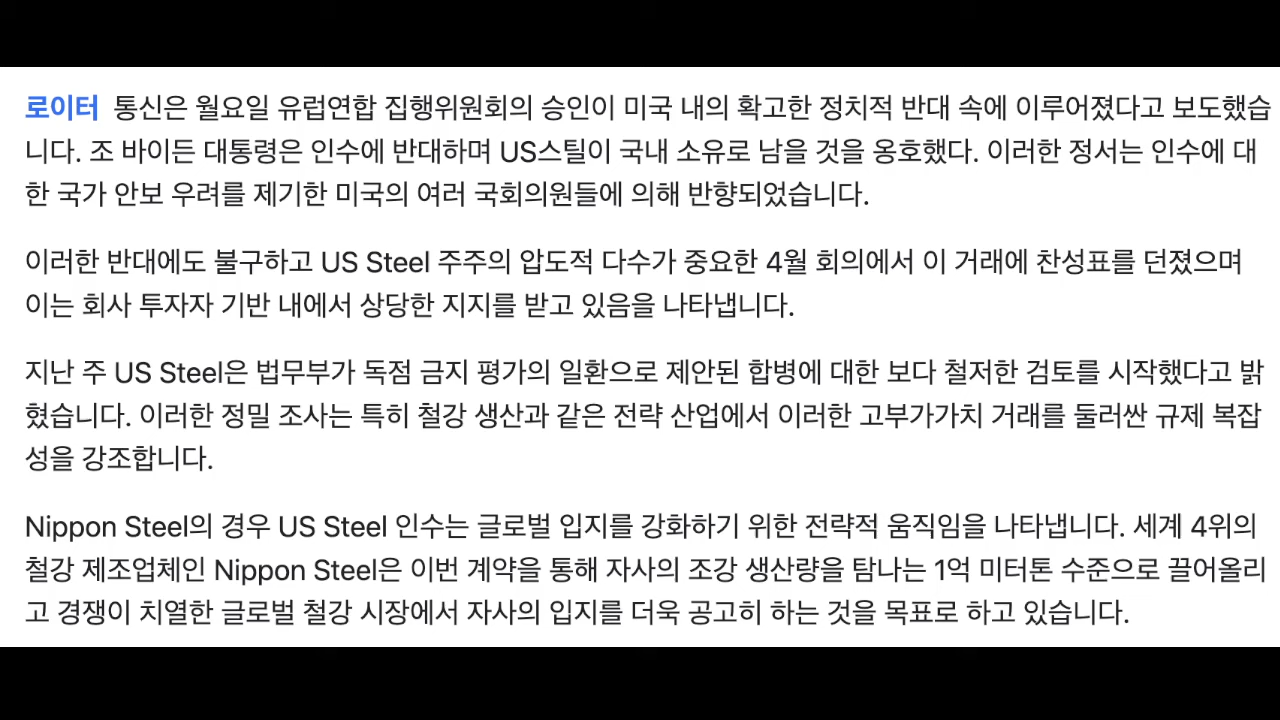 로이터 통신은 월요일 유럽연합 집행위원회의 승인이 미국 내의 확고한 정치적 반대 속에 이루어졌다고 보도했습
니다. 조 바이든 대통령은 인수에 반대하며 US스틸이 국내 소유로 남을 것을 옹호했다. 이러한 정서는 인수에 대
한 국가 안보 우려를 제기한 미국의 여러 국회의원들에 의해 반향되었습니다.
이러한 반대에도 불구하고 US Steel 주주의 압도적 다수가 중요한 4월 회의에서 이 거래에 찬성표를 던졌으며
이는 회사 투자자 기반 내에서 상당한 지지를 받고 있음을 나타냅니다.
지난 주 US Steel은 법무부가 독점 금지 평가의 일환으로 제안된 합병에 대한 보다 철저한 검토를 시작했다고 밝
혔습니다. 이러한 정밀 조사는 특히 철강 생산과 같은 전략 산업에서 이러한 고부가가치 거래를 둘러싼 규제 복잡
성을 강조합니다.
Nippon Steel의 경우 US Steel 인수는 글로벌 입지를 강화하기 위한 전략적 움직임을 나타냅니다. 세계 4위의
철강 제조업체인 Nippon Steel은 이번 계약을 통해 자사의 조강 생산량을 탐나는 1억 미터톤 수준으로 끌어올리
고 경쟁이 치열한 글로벌 철강 시장에서 자사의 입지를 더욱 공고히 하는 것을 목표로 하고 있습니다.